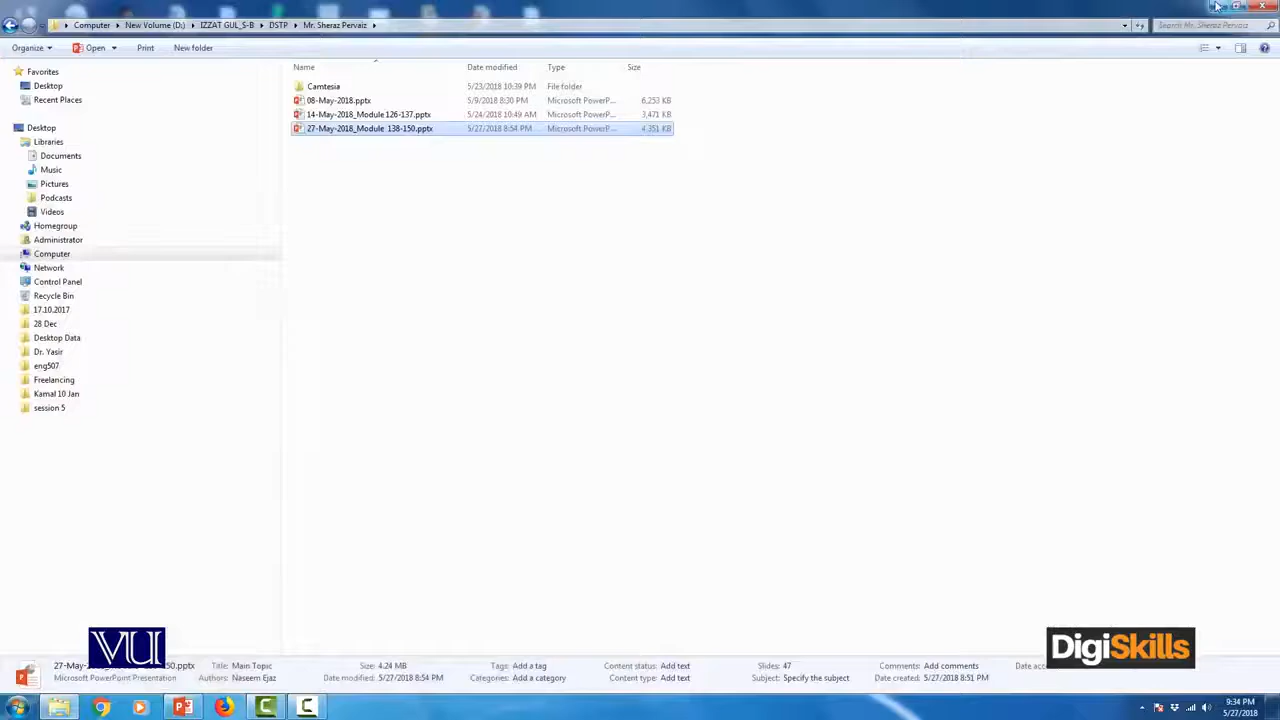 Computer ▸ New Volume (D:) ▸ IZZAT GUL_S-B ▸ DSTP ▸ Mr. Sheraz Pervaiz ▸
Search Mr. Sheraz Pervaiz
Organize Open Print New folder
Name Date modified Type Size
Favorites
Desktop
Recent Places
Desktop
Libraries
Documents
Music
Pictures
Podcasts
Videos
Homegroup
Administrator
Computer
Network
Control Panel
Recycle Bin
17.10.2017
28 Dec
Desktop Data
Dr. Yasir
eng507
Freelancing
Kamal 10 Jan
session 5
Camtesia 5/23/2018 10:39 PM File folder
08-May-2018.pptx 5/9/2018 8:30 PM Microsoft PowerP... 6,253 KB
14-May-2018_Module 126-137.pptx 5/24/2018 10:49 AM Microsoft PowerP... 3,471 KB
27-May-2018_Module 138-150.pptx 5/27/2018 8:54 PM Microsoft PowerP... 4,351 KB
VU
DigiSkills
Title: Main Topic Size: 4.24 MB Tags: Add a tag Content status: Add text Slides: 47 Comments: Add comments
Microsoft PowerPoint Presentation Authors: Naseem Ejaz Date modified: 5/27/2018 8:54 PM Categories: Add a category Content type: Add text Subject: Specify the subject Date created: 5/27/2018 8:51 PM
9:34 PM
5/27/2018